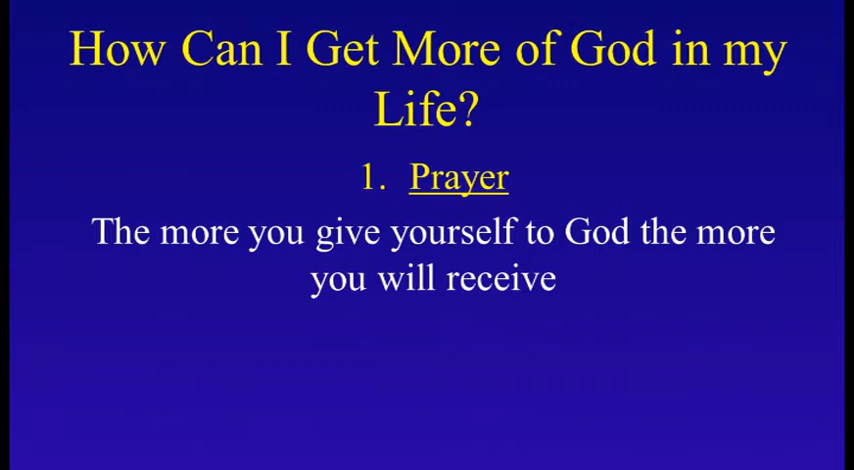 How Can I Get More of God in my
Life?
1. Prayer
The more you give yourself to God the more
you will receive